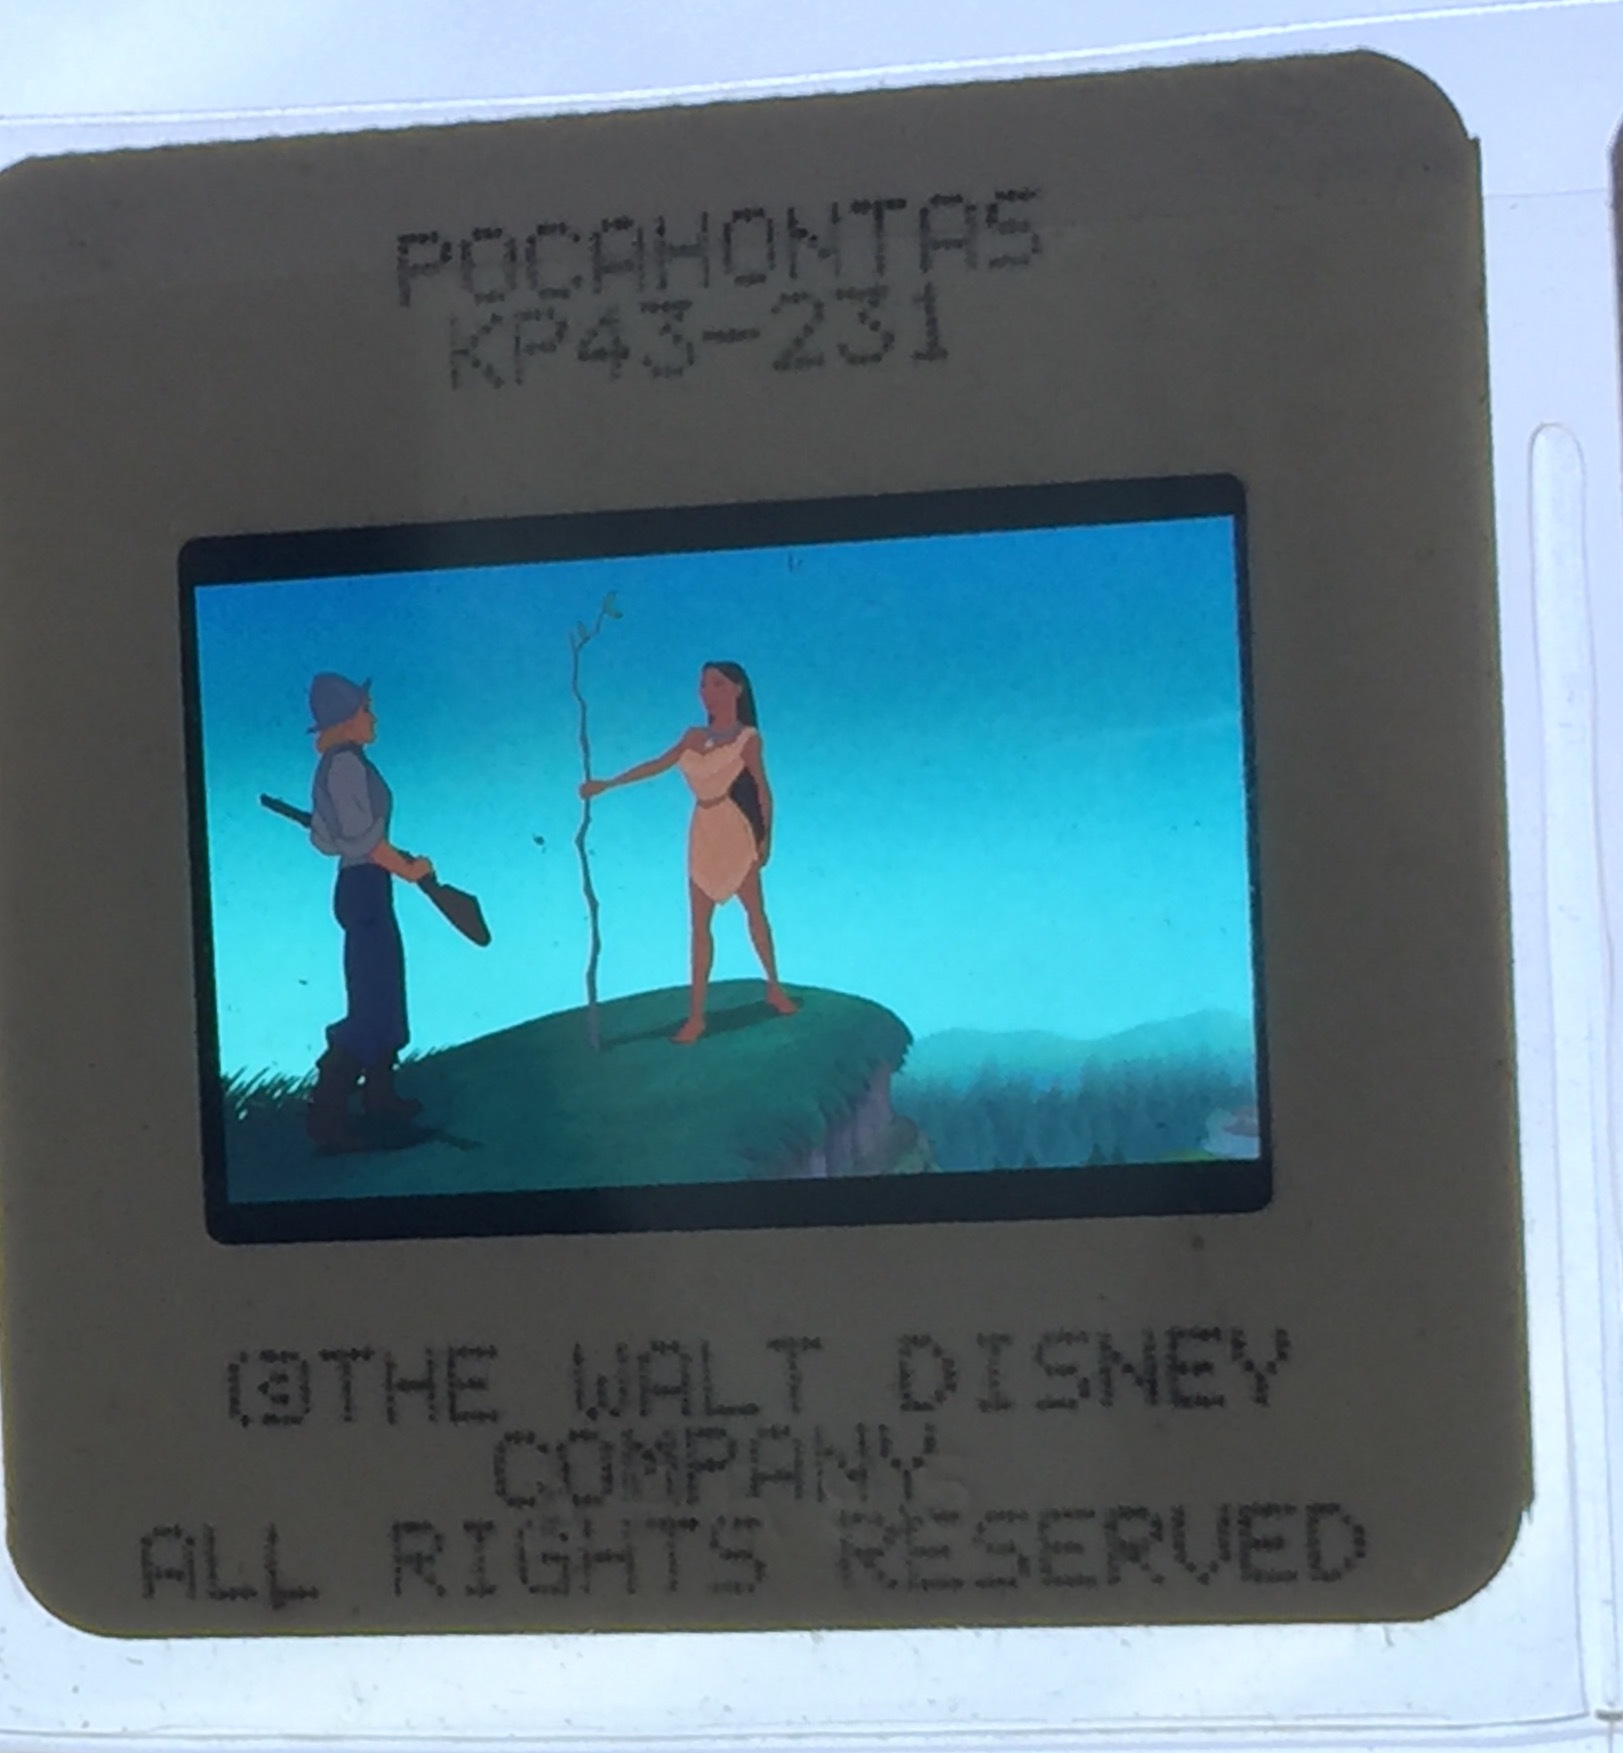 POCAHONTAS
KP43-231
©THE WALT DISNEY
COMPANY
ALL RIGHTS RESERVED